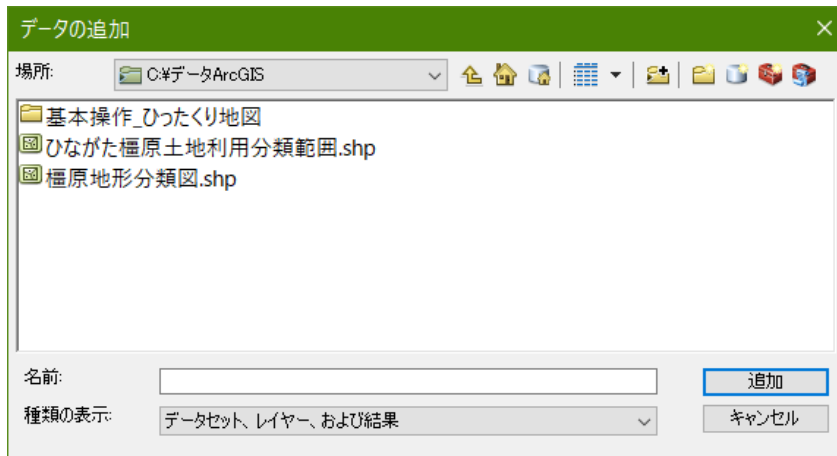 データの追加
場所: C:¥データArcGIS
基本操作_ひったくり地図
ひながた橿原土地利用分類範囲.shp
橿原地形分類図.shp
名前: 追加
種類の表示: データセット、レイヤー、および結果 キャンセル